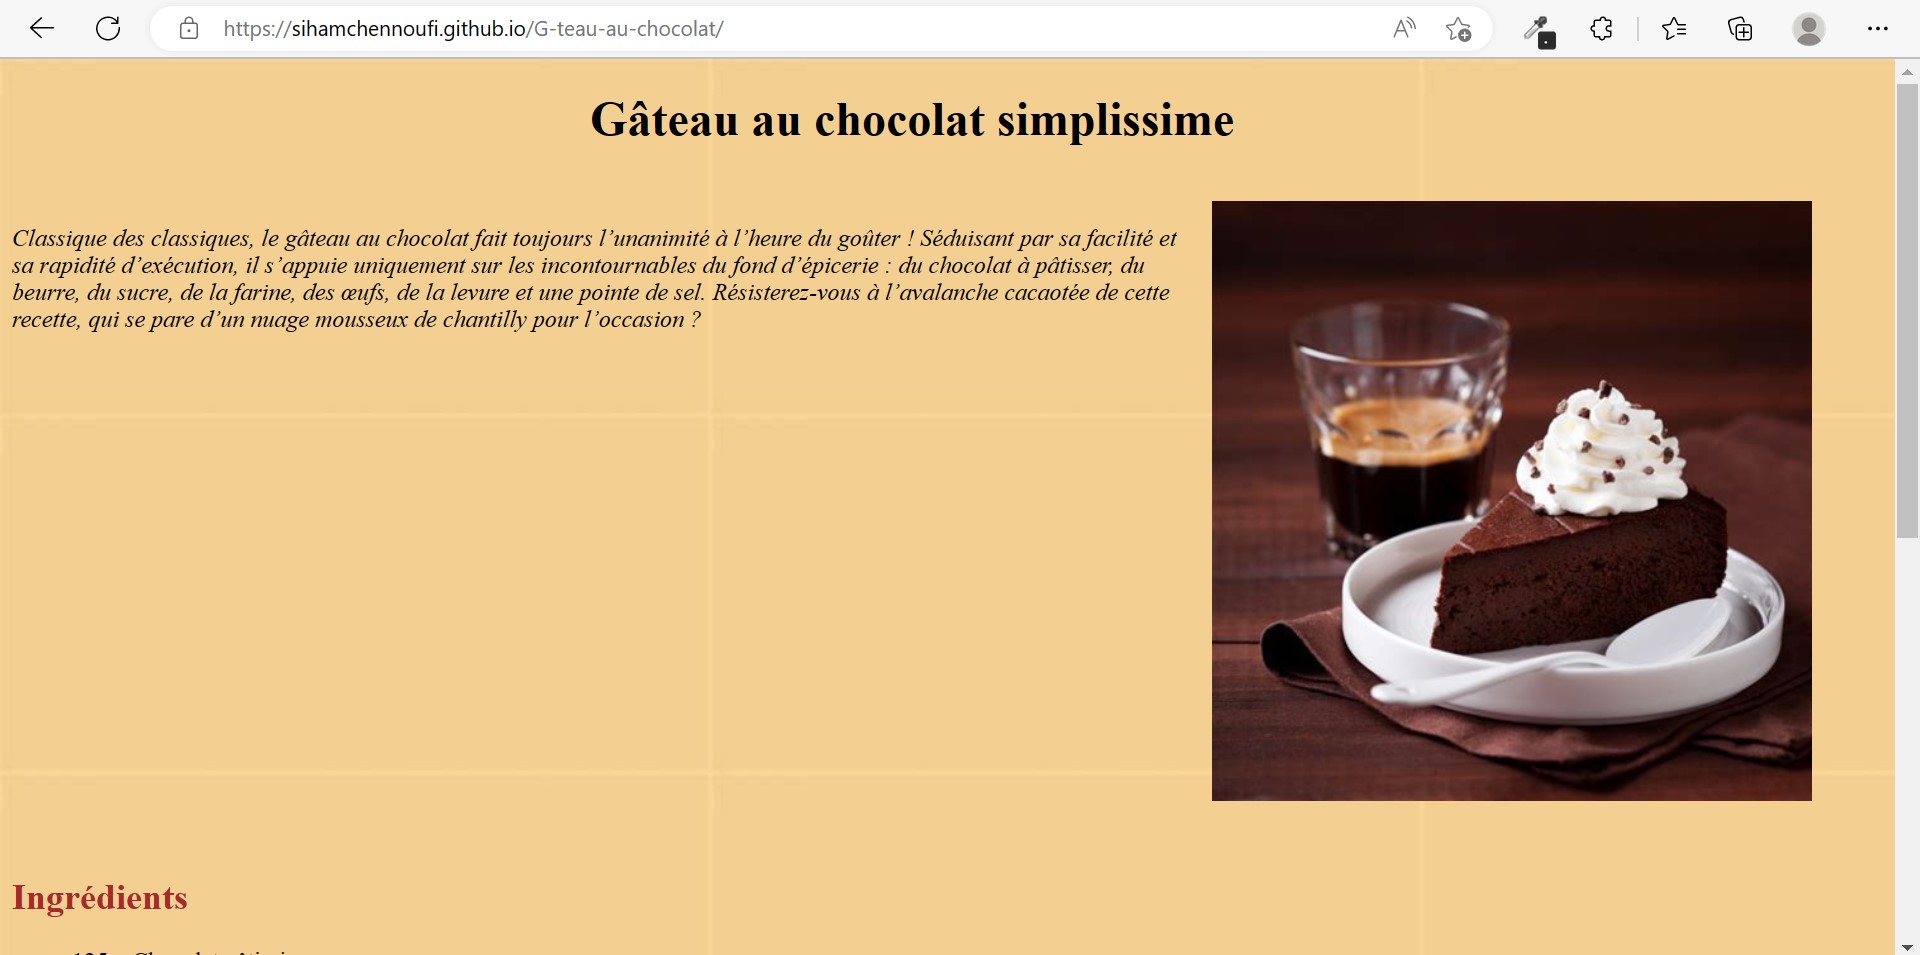 https://sihamchennoufi.github.io/G-teau-au-chocolat/
Gâteau au chocolat simplissime
Classique des classiques, le gâteau au chocolat fait toujours l’unanimité à l’heure du goûter ! Séduisant par sa facilité et
sa rapidité d’exécution, il s’appuie uniquement sur les incontournables du fond d’épicerie : du chocolat à pâtisser, du
beurre, du sucre, de la farine, des œufs, de la levure et une pointe de sel. Résisterez-vous à l’avalanche cacaotée de cette
recette, qui se pare d’un nuage mousseux de chantilly pour l’occasion ?
Ingrédients